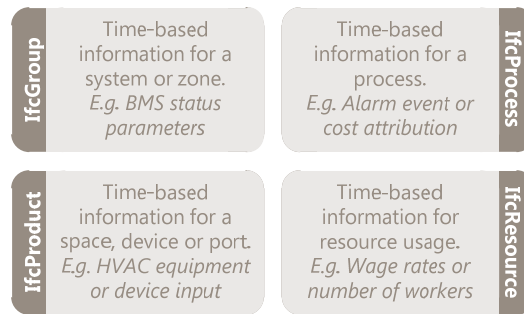 IfcGroup
Time-based
information for a
system or zone.
E.g. BMS status
parameters
Time-based
information for a
process.
E.g. Alarm event or
cost attribution
IfcProcess
IfcProduct
Time-based
information for a
space, device or port.
E.g. HVAC equipment
or device input
Time-based
information for
resource usage.
E.g. Wage rates or
number of workers
IfcResource